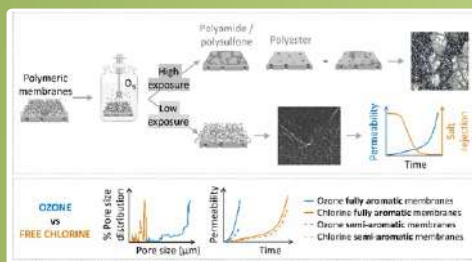 Polyamide / polysulfone
Polyester
Polymeric membranes
O₃
High exposure
Low exposure
Permeability
Salt rejection
Time
OZONE
vs
FREE CHLORINE
% Pore size distribution
Pore size [µm]
Permeability
Time
Ozone fully aromatic membranes
Chlorine fully aromatic membranes
Ozone semi-aromatic membranes
Chlorine semi-aromatic membranes